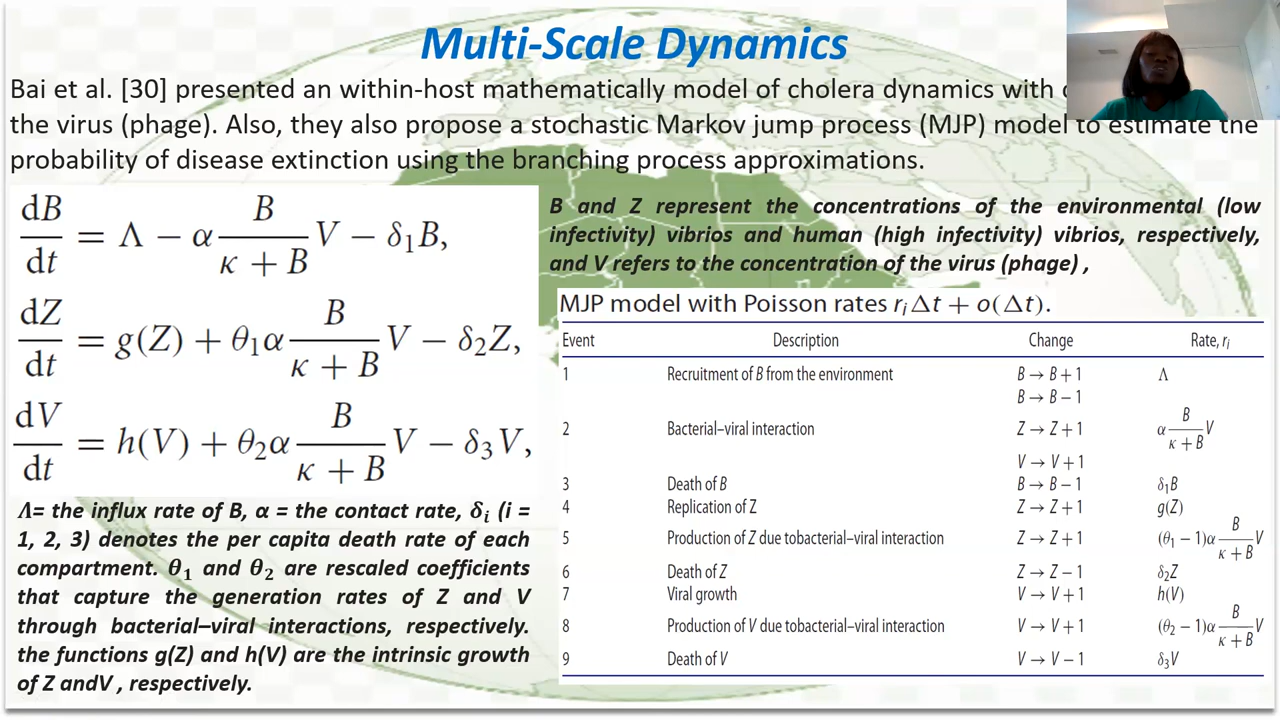 Multi-Scale Dynamics
Bai et al. [30] presented an within-host mathematically model of cholera dynamics with
the virus (phage). Also, they also propose a stochastic Markov jump process (MJP) model to estimate the
probability of disease extinction using the branching process approximations.
dB/dt = Λ − α B/(κ + B) V − δ₁B,
dZ/dt = g(Z) + θ₁α B/(κ + B) V − δ₂Z,
dV/dt = h(V) + θ₂α B/(κ + B) V − δ₃V,
Λ= the influx rate of B, α = the contact rate, δᵢ (i =
1, 2, 3) denotes the per capita death rate of each
compartment. θ₁ and θ₂ are rescaled coefficients
that capture the generation rates of Z and V
through bacterial–viral interactions, respectively.
the functions g(Z) and h(V) are the intrinsic growth
of Z andV , respectively.
B and Z represent the concentrations of the environmental (low
infectivity) vibrios and human (high infectivity) vibrios, respectively,
and V refers to the concentration of the virus (phage) ,
MJP model with Poisson rates rᵢΔt + o(Δt).
Event Description Change Rate, rᵢ
1 Recruitment of B from the environment B → B + 1 Λ
B → B − 1
2 Bacterial–viral interaction Z → Z + 1 α B/(κ + B) V
V → V + 1
3 Death of B B → B − 1 δ₁B
4 Replication of Z Z → Z + 1 g(Z)
5 Production of Z due tobacterial–viral interaction Z → Z + 1 (θ₁ − 1)α B/(κ + B) V
6 Death of Z Z → Z − 1 δ₂Z
7 Viral growth V → V + 1 h(V)
8 Production of V due tobacterial–viral interaction V → V + 1 (θ₂ − 1)α B/(κ + B) V
9 Death of V V → V − 1 δ₃V